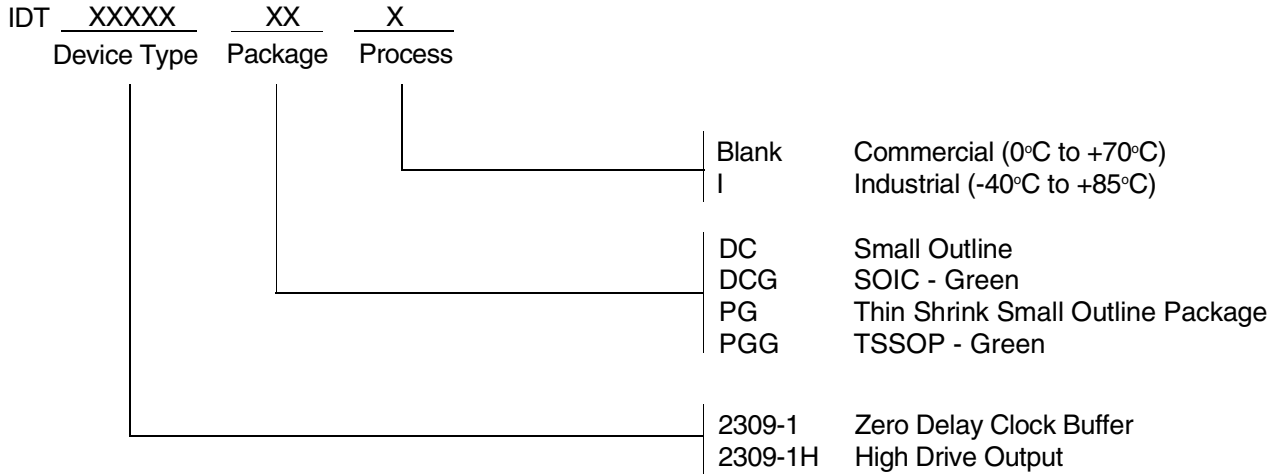 IDT XXXXX XX X
Device Type Package Process
Blank Commercial (0°C to +70°C)
I Industrial (-40°C to +85°C)
DC Small Outline
DCG SOIC - Green
PG Thin Shrink Small Outline Package
PGG TSSOP - Green
2309-1 Zero Delay Clock Buffer
2309-1H High Drive Output